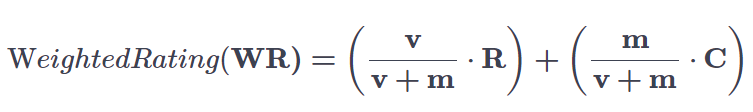 WeightedRating(WR) = (v / (v + m) · R) + (m / (v + m) · C)